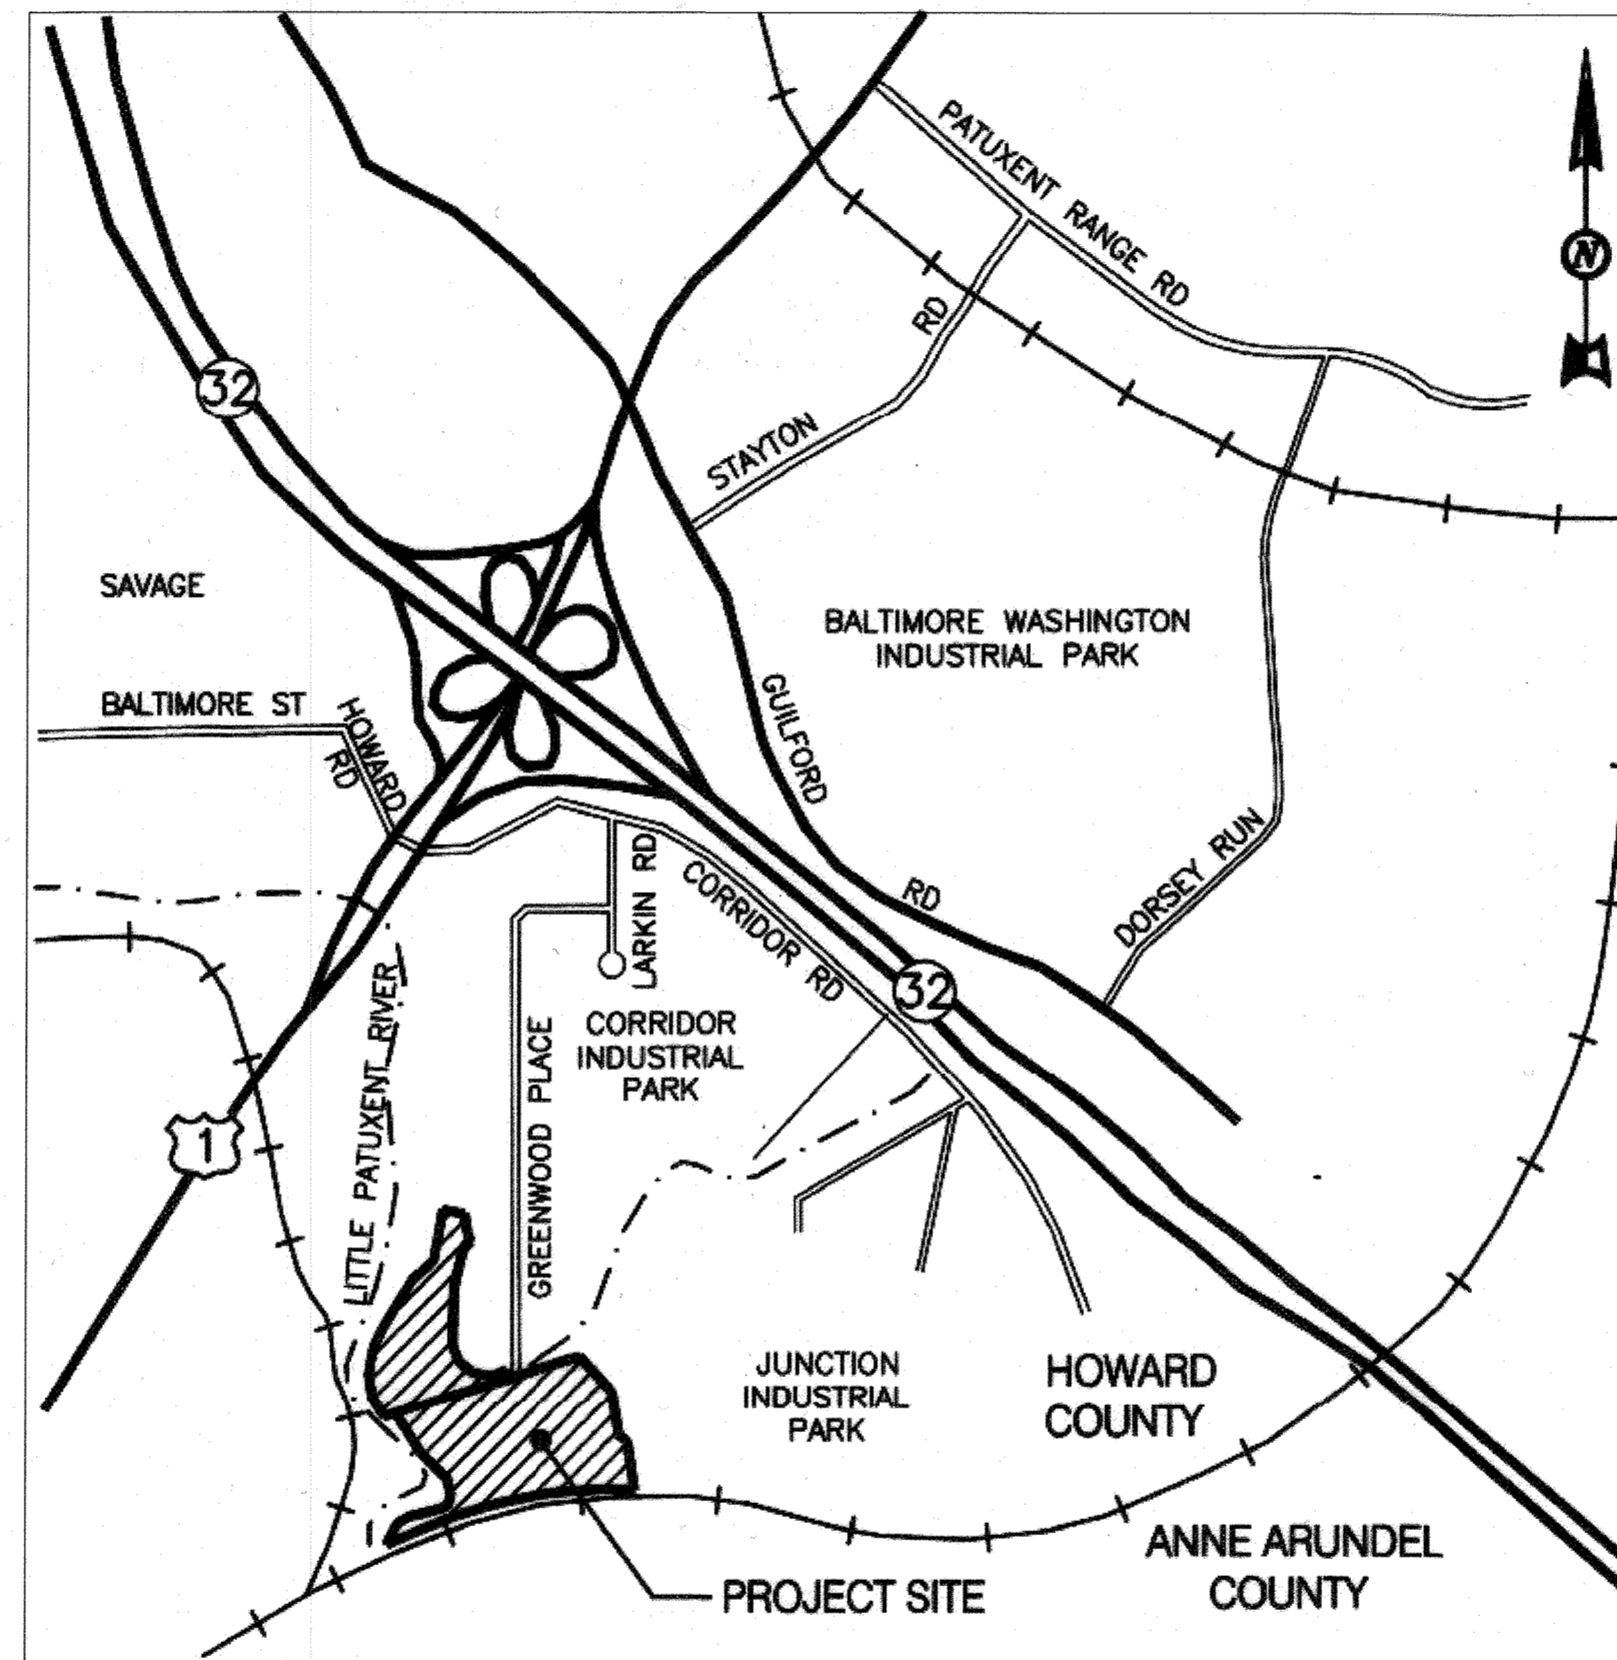 PATUXENT RANGE RD
N
32
STAYTON RD
SAVAGE
BALTIMORE WASHINGTON
INDUSTRIAL PARK
BALTIMORE ST
HOWARD
RD
GUILFORD RD
DORSEY RUN
LARKIN RD
CORRIDOR RD
32
LITTLE PATUXENT RIVER
GREENWOOD PLACE
CORRIDOR
INDUSTRIAL
PARK
1
JUNCTION
INDUSTRIAL
PARK
HOWARD
COUNTY
ANNE ARUNDEL
COUNTY
PROJECT SITE